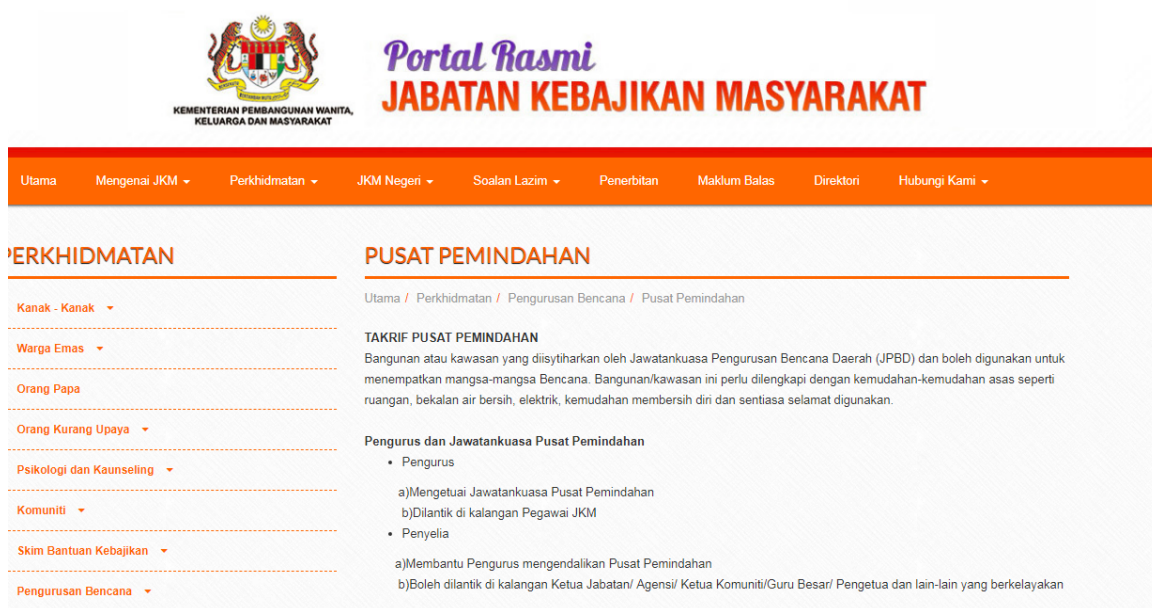 Portal Rasmi
JABATAN KEBAJIKAN MASYARAKAT
KEMENTERIAN PEMBANGUNAN WANITA,
KELUARGA DAN MASYARAKAT
Utama Mengenai JKM Perkhidmatan JKM Negeri Soalan Lazim Penerbitan Maklum Balas Direktori Hubungi Kami
PERKHIDMATAN
Kanak - Kanak
Warga Emas
Orang Papa
Orang Kurang Upaya
Psikologi dan Kaunseling
Komuniti
Skim Bantuan Kebajikan
Pengurusan Bencana
PUSAT PEMINDAHAN
Utama / Perkhidmatan / Pengurusan Bencana / Pusat Pemindahan
TAKRIF PUSAT PEMINDAHAN
Bangunan atau kawasan yang diisytiharkan oleh Jawatankuasa Pengurusan Bencana Daerah (JPBD) dan boleh digunakan untuk
menempatkan mangsa-mangsa Bencana. Bangunan/kawasan ini perlu dilengkapi dengan kemudahan-kemudahan asas seperti
ruangan, bekalan air bersih, elektrik, kemudahan membersih diri dan sentiasa selamat digunakan.
Pengurus dan Jawatankuasa Pusat Pemindahan
• Pengurus
a)Mengetuai Jawatankuasa Pusat Pemindahan
b)Dilantik di kalangan Pegawai JKM
• Penyelia
a)Membantu Pengurus mengendalikan Pusat Pemindahan
b)Boleh dilantik di kalangan Ketua Jabatan/ Agensi/ Ketua Komuniti/Guru Besar/ Pengetua dan lain-lain yang berkelayakan